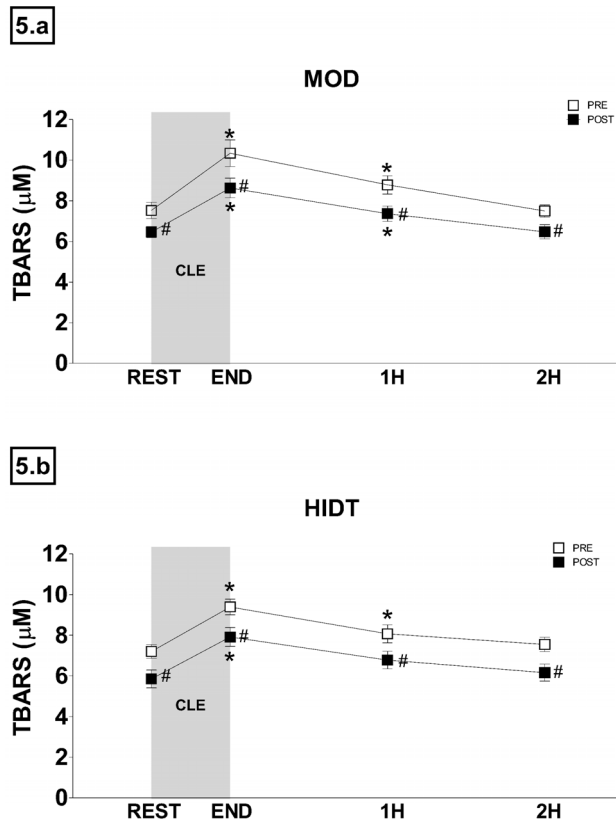 5.a
MOD
PRE
POST
TBARS (μM)
12
10
8
6
4
2
0
*
*
#
#
*
#
*
#
CLE
REST END 1H 2H
5.b
HIDT
PRE
POST
TBARS (μM)
12
10
8
6
4
2
0
*
*
#
#
*
#
#
CLE
REST END 1H 2H